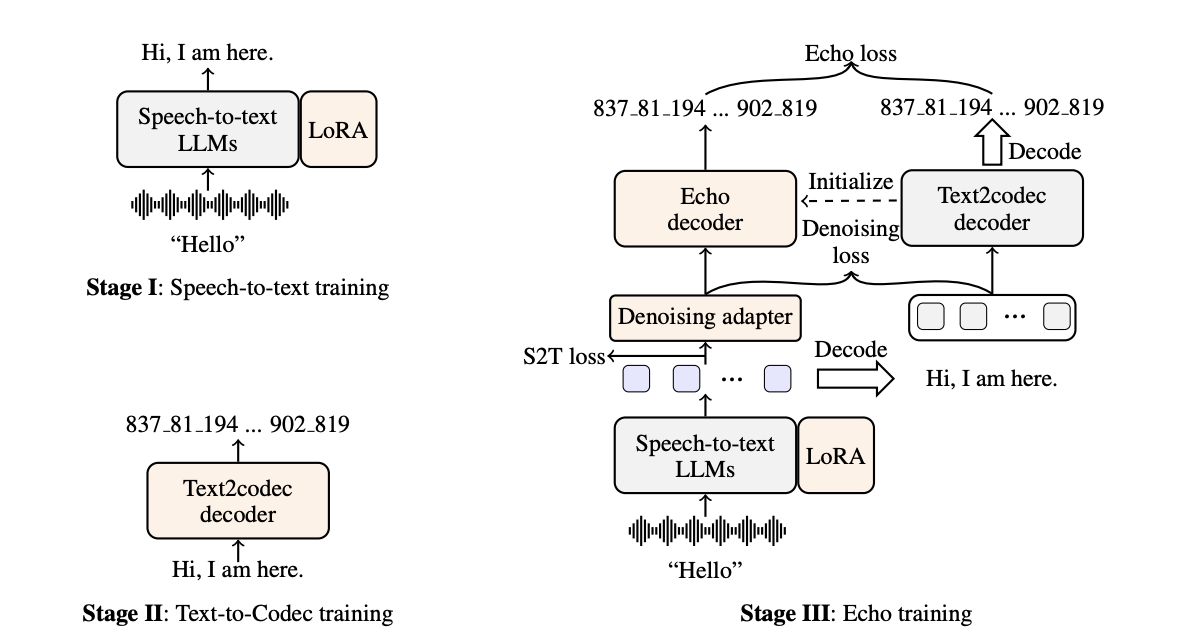 Hi, I am here.
Speech-to-text
LLMs
LoRA
“Hello”
Stage I: Speech-to-text training
837_81_194 ... 902_819
Text2codec
decoder
Hi, I am here.
Stage II: Text-to-Codec training
Echo loss
837_81_194 ... 902_819
837_81_194 ... 902_819
Decode
Echo
decoder
Initialize
Text2codec
decoder
Denoising
loss
Denoising adapter
...
S2T loss
...
Decode
Hi, I am here.
Speech-to-text
LLMs
LoRA
“Hello”
Stage III: Echo training